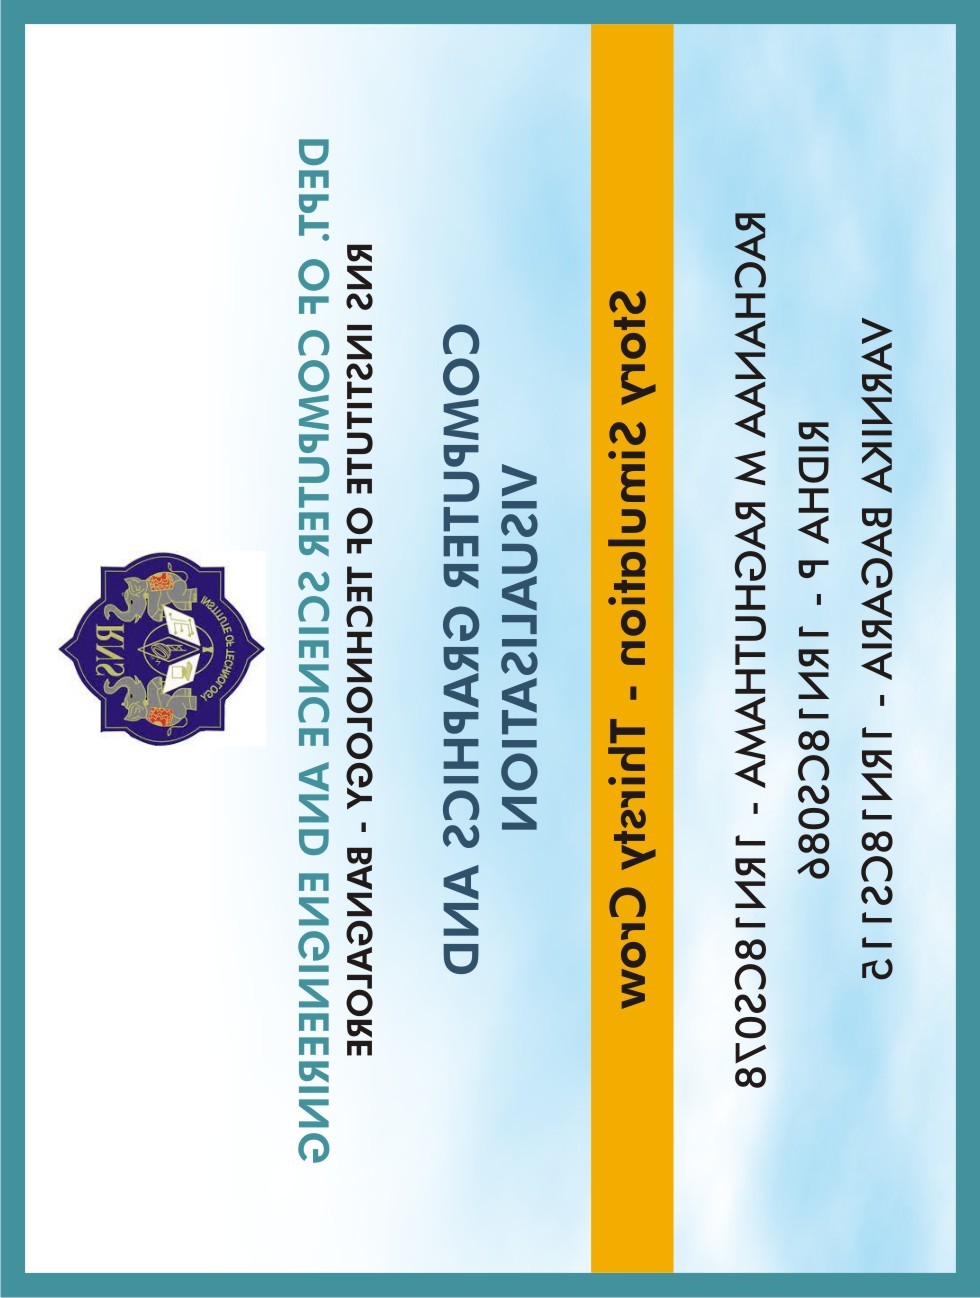 RNS
INSTITUTE OF TECHNOLOGY
DEPT. OF COMPUTER SCIENCE AND ENGINEERING
RNS INSTITUTE OF TECHNOLOGY - BANGALORE
COMPUTER GRAPHICS AND
VISUALISATION
Story Simulation - Thirsty Crow
RACHANAA M RAGHUTHAMA - 1RN18CS078
RIDHA P - 1RN18CS086
VARNIKA BAGARIA - 1RN18CS115